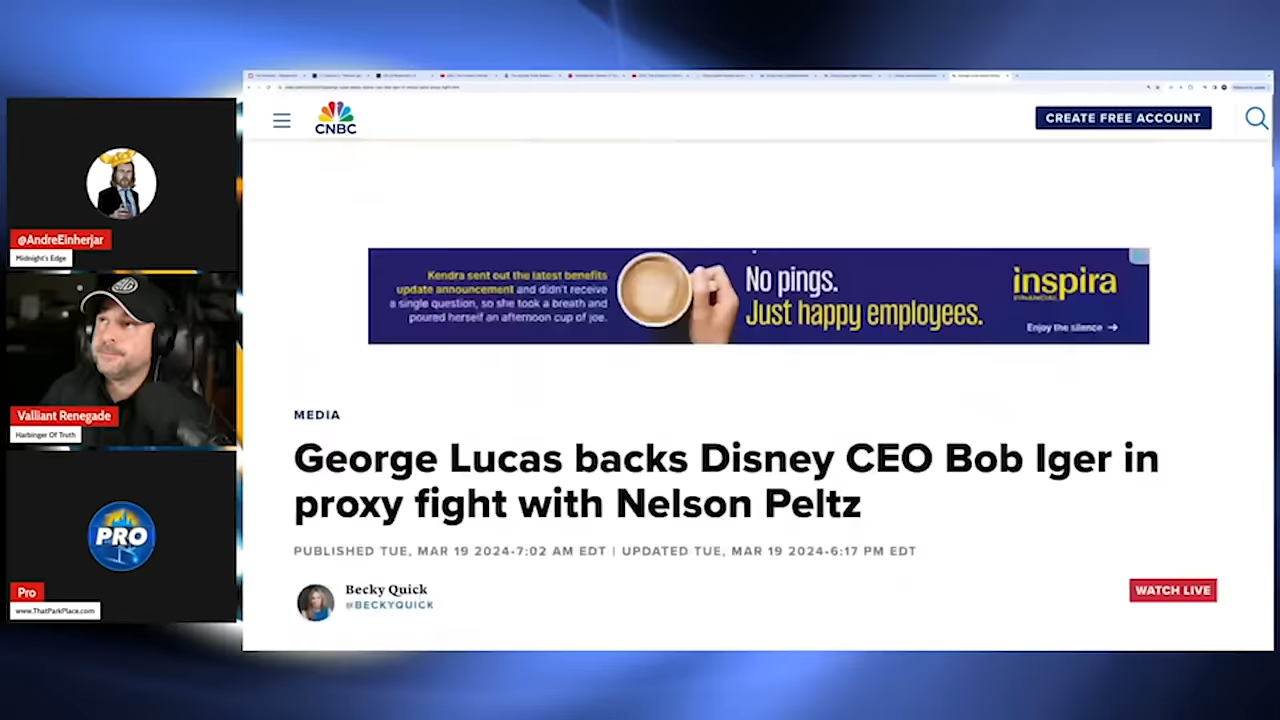 CNBC
CREATE FREE ACCOUNT
Kendra sent out the latest benefits
update announcement and didn't receive
a single question, so she took a breath and
poured herself an afternoon cup of joe.
No pings.
Just happy employees.
inspira
FINANCIAL
Enjoy the silence →
@AndreEinherjar
Midnight's Edge
Valliant Renegade
Harbinger Of Truth
PRO
Pro
www.ThatParkPlace.com
MEDIA
George Lucas backs Disney CEO Bob Iger in
proxy fight with Nelson Peltz
PUBLISHED TUE, MAR 19 2024•7:02 AM EDT | UPDATED TUE, MAR 19 2024•6:17 PM EDT
Becky Quick
@BECKYQUICK
WATCH LIVE